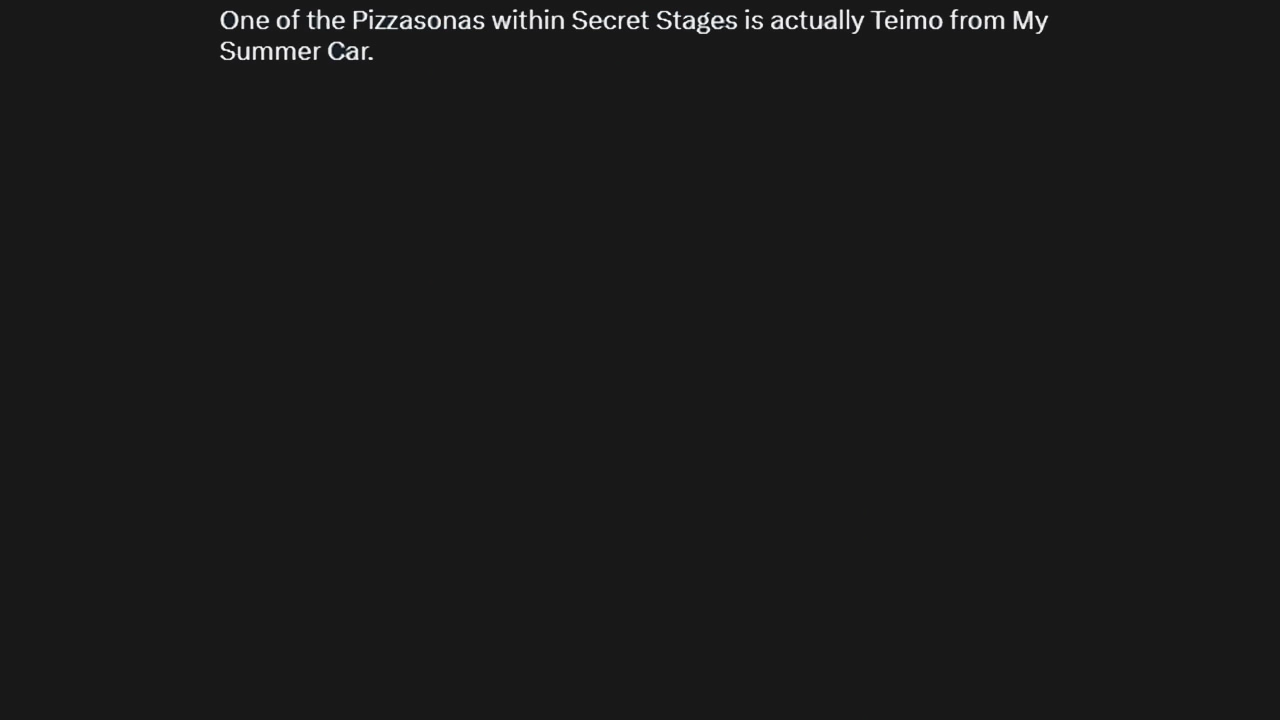 One of the Pizzasonas within Secret Stages is actually Teimo from My
Summer Car.